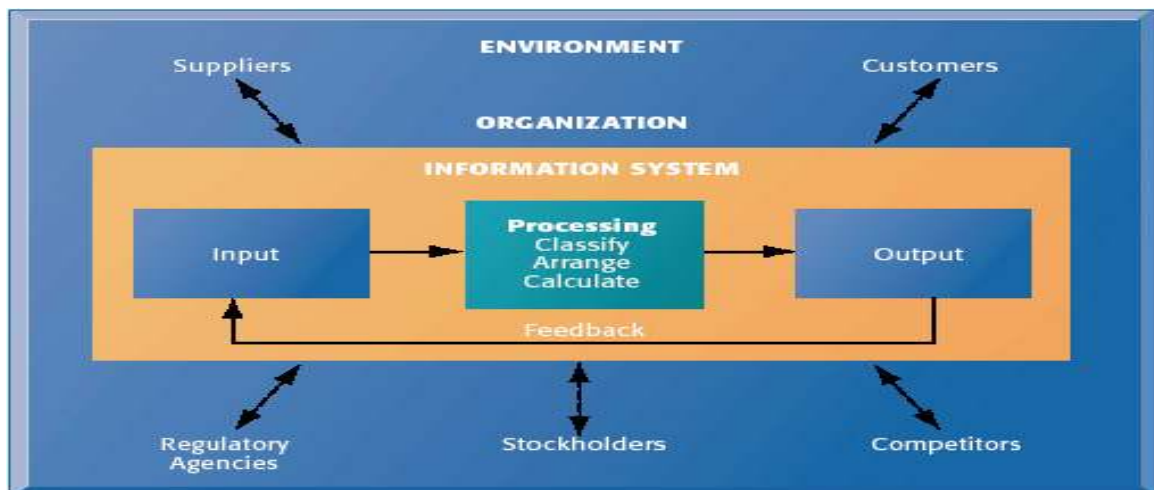 ENVIRONMENT
Suppliers
Customers
ORGANIZATION
INFORMATION SYSTEM
Input
Processing
Classify
Arrange
Calculate
Output
Feedback
Regulatory
Agencies
Stockholders
Competitors